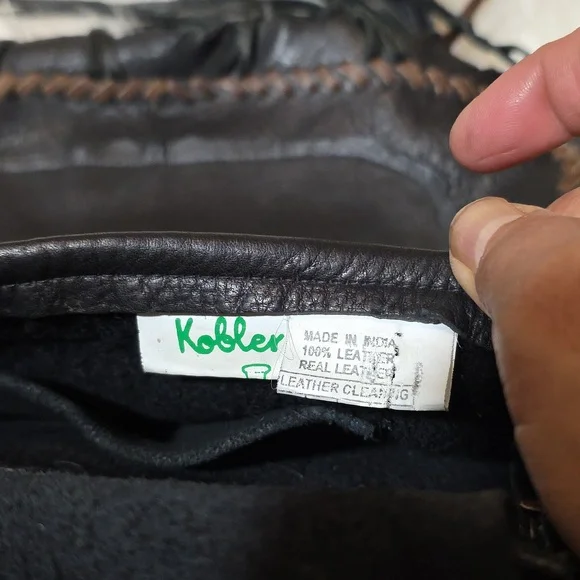 Kobler
MADE IN INDIA
100% LEATHER
REAL LEATHER
LEATHER CLEANING